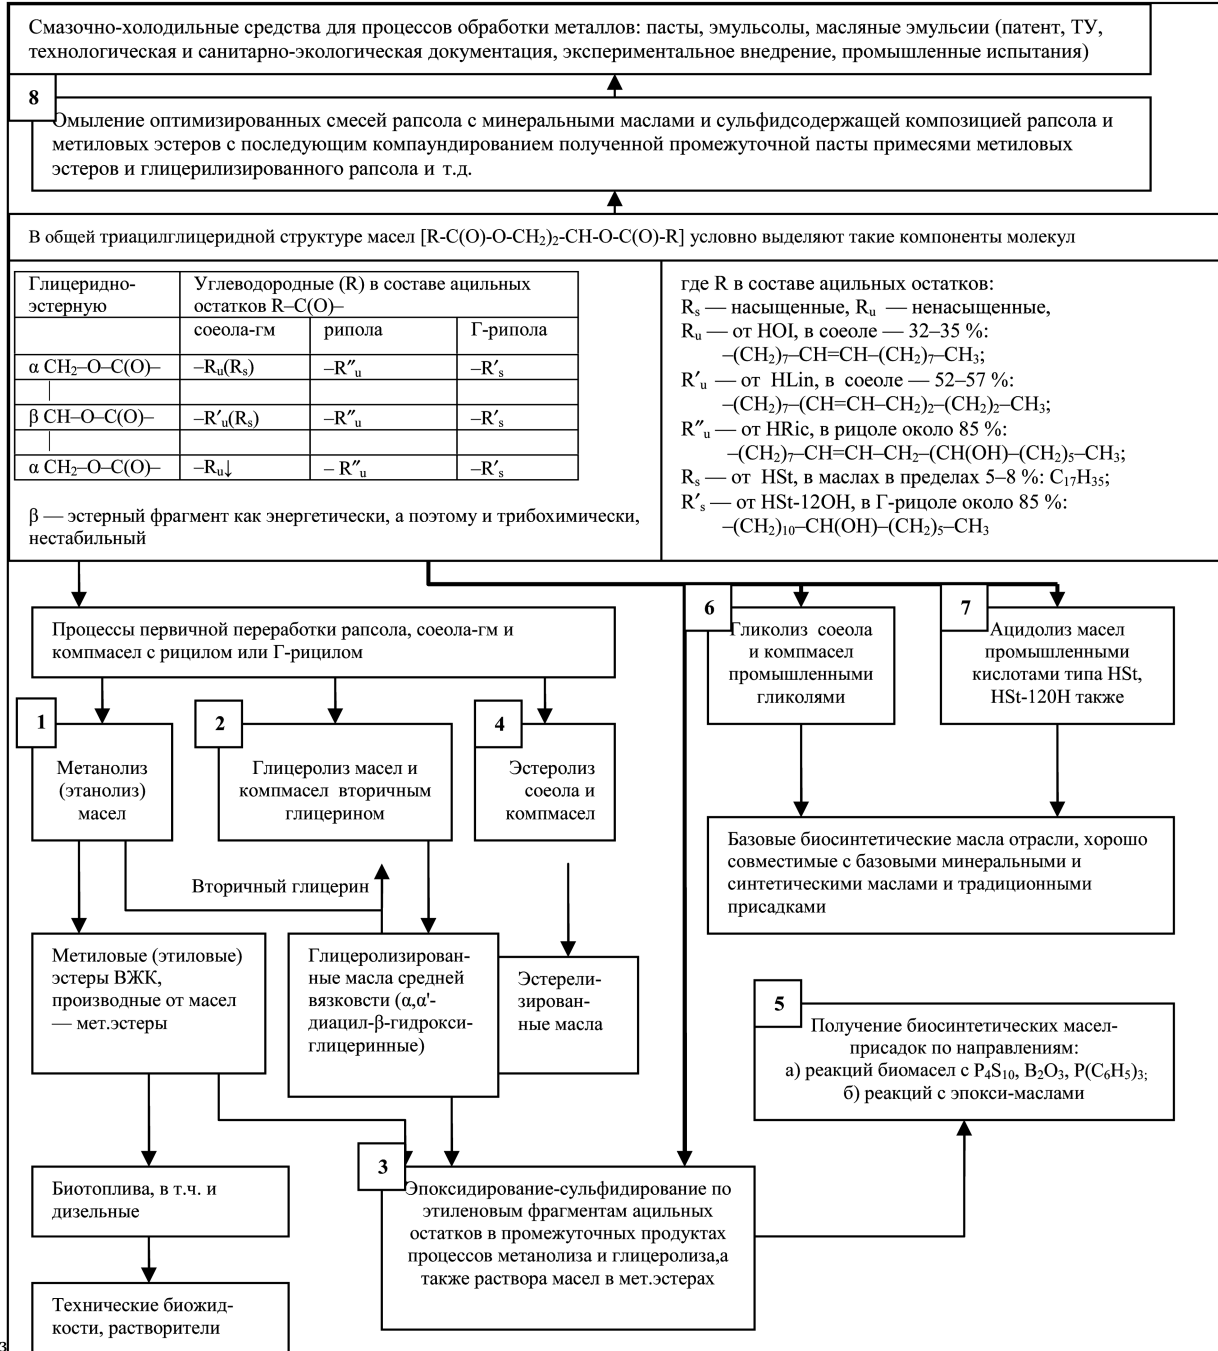 Смазочно-холодильные средства для процессов обработки металлов: пасты, эмульсолы, масляные эмульсии (патент, ТУ,
технологическая и санитарно-экологическая документация, экспериментальное внедрение, промышленные испытания)
8
Омыление оптимизированных смесей рапсола с минеральными маслами и сульфидсодержащей композицией рапсола и
метиловых эстеров с последующим компаундированием полученной промежуточной пасты примесями метиловых
эстеров и глицерилизированного рапсола и т.д.
В общей триацилглицеридной структуре масел [R-C(O)-O-CH₂)₂-CH-O-C(O)-R] условно выделяют такие компоненты молекул
Глицеридно-
эстерную
Углеводородные (R) в составе ацильных
остатков R–C(O)–
соеола-гм
рипола
Г-рипола
α CH₂–O–C(O)–
–Rᵤ(Rₛ)
–R″ᵤ
–R′ₛ
|
β CH–O–C(O)–
–R′ᵤ(Rₛ)
–R″ᵤ
–R′ₛ
|
α CH₂–O–C(O)–
–Rᵤ↓
– R″ᵤ
–R′ₛ
β — эстерный фрагмент как энергетически, а поэтому и трибохимически,
нестабильный
где R в составе ацильных остатков:
Rₛ — насыщенные, Rᵤ — ненасыщенные,
Rᵤ — от HOI, в соеоле — 32–35 %:
–(CH₂)₇–CH=CH–(CH₂)₇–CH₃;
R′ᵤ — от HLin, в соеоле — 52–57 %:
–(CH₂)₇–(CH=CH–CH₂)₂–(CH₂)₂–CH₃;
R″ᵤ — от HRic, в рицоле около 85 %:
–(CH₂)₇–CH=CH–CH₂–(CH(OH)–(CH₂)₅–CH₃;
Rₛ — от HSt, в маслах в пределах 5–8 %: C₁₇H₃₅;
R′ₛ — от HSt-12OH, в Г-рицоле около 85 %:
–(CH₂)₁₀–CH(OH)–(CH₂)₅–CH₃
Процессы первичной переработки рапсола, соеола-гм и
компмасел с рицилом или Г-рицилом
6
Гликолиз соеола
и компмасел
промышленными
гликолями
7
Ацидолиз масел
промышленными
кислотами типа HSt,
HSt-120H также
1
Метанолиз
(этанолиз)
масел
2
Глицеролиз масел и
компмасел вторичным
глицерином
4
Эстеролиз
соеола и
компмасел
Базовые биосинтетические масла отрасли, хорошо
совместимые с базовыми минеральными и
синтетическими маслами и традиционными
присадками
Вторичный глицерин
Метиловые (этиловые)
эстеры ВЖК,
производные от масел
— мет.эстеры
Глицеролизирован-
ные масла средней
вязковсти (α,α'-
диацил-β-гидрокси-
глицеринные)
Эстерели-
зирован-
ные масла
5
Получение биосинтетических масел-
присадок по направлениям:
а) реакций биомасел с P₄S₁₀, B₂O₃, P(C₆H₅)₃;
б) реакций с эпокси-маслами
3
Эпоксидирование-сульфидирование по
этиленовым фрагментам ацильных
остатков в промежуточных продуктах
процессов метанолиза и глицеролиза,а
также раствора масел в мет.эстерах
Биотоплива, в т.ч. и
дизельные
Технические биожид-
кости, растворители
з